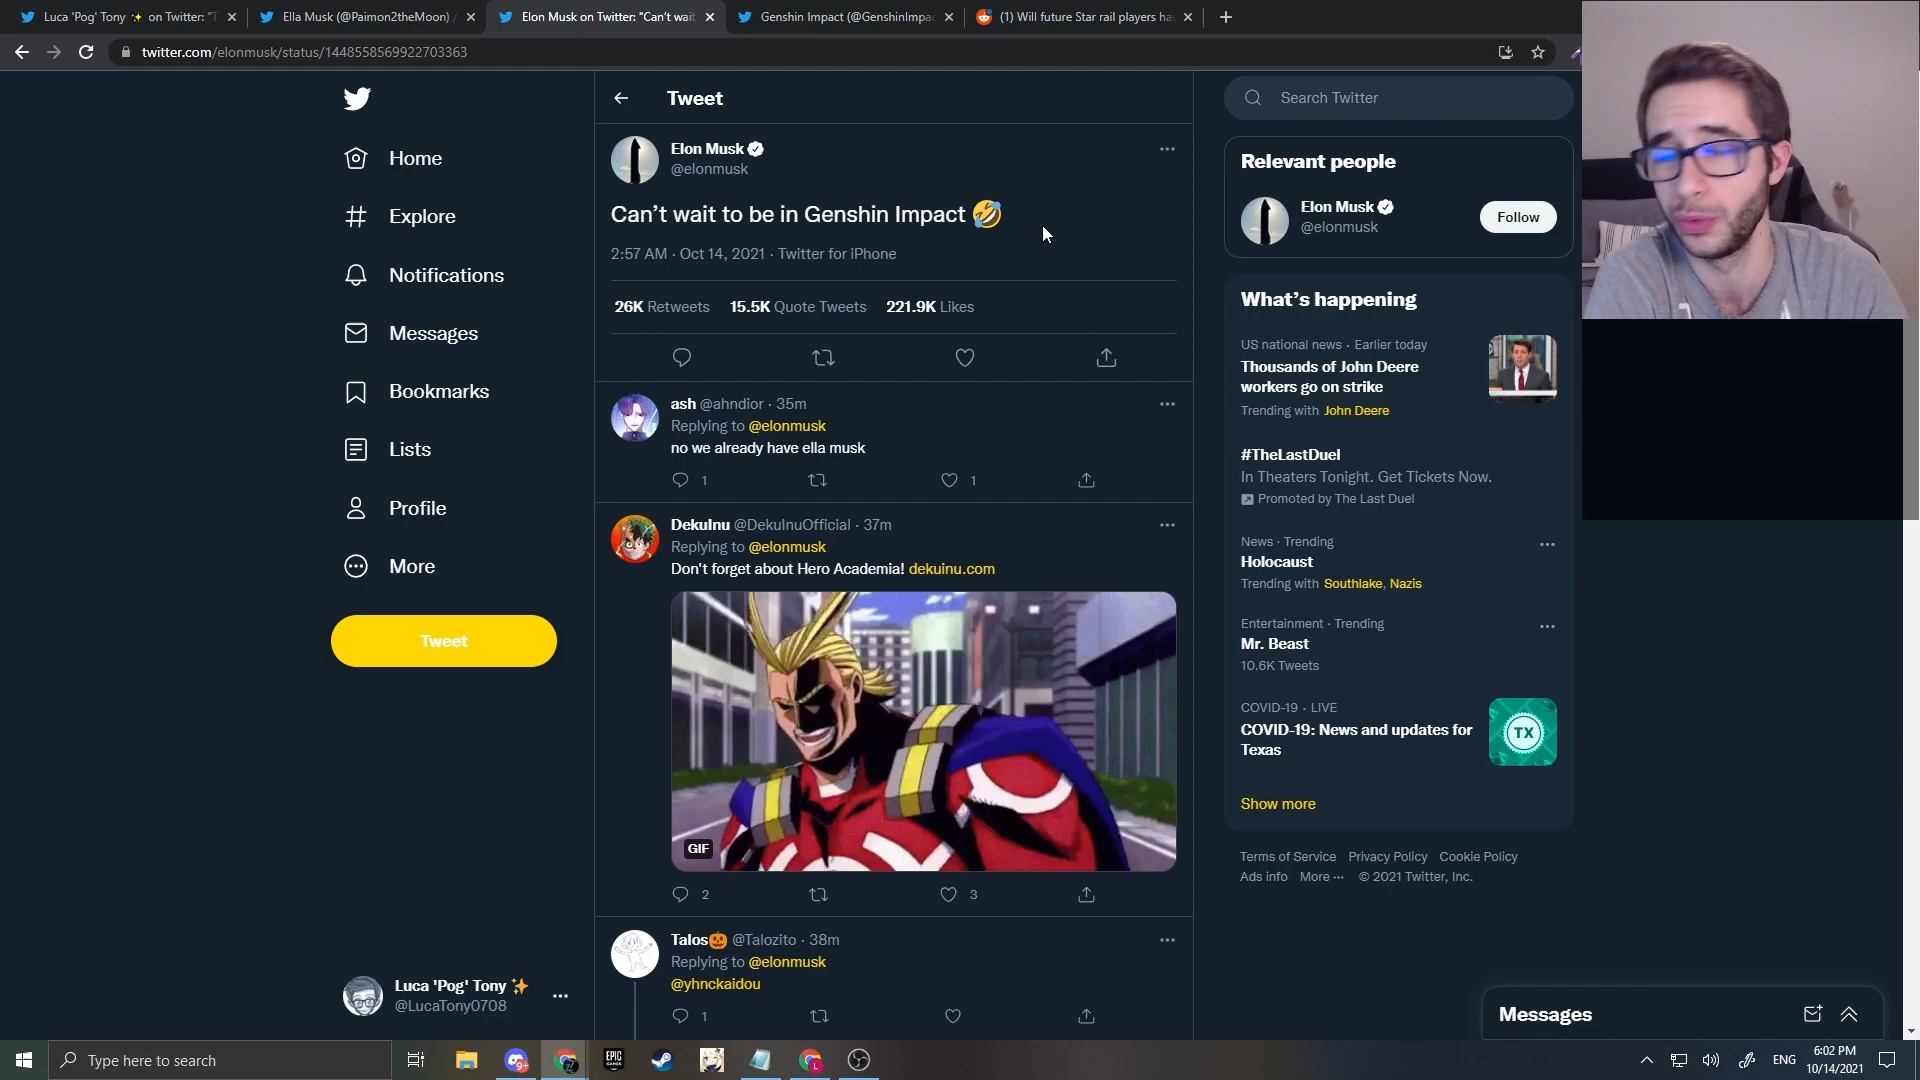 Luca 'Pog' Tony ✨ on Twitter: "T
Ella Musk (@Paimon2theMoon) /
Elon Musk on Twitter: "Can't wait
Genshin Impact (@GenshinImpac
(1) Will future Star rail players ha
twitter.com/elonmusk/status/1448558569922703363
Home
Explore
Notifications
Messages
Bookmarks
Lists
Profile
More
Tweet
Luca 'Pog' Tony ✨
@LucaTony0708
Tweet
Elon Musk
@elonmusk
Can't wait to be in Genshin Impact 🤣
2:57 AM · Oct 14, 2021 · Twitter for iPhone
26K Retweets 15.5K Quote Tweets 221.9K Likes
ash @ahndior · 35m
Replying to @elonmusk
no we already have ella musk
1 1
DekuInu @DekuInuOfficial · 37m
Replying to @elonmusk
Don't forget about Hero Academia! dekuinu.com
GIF
2 3
Talos🎃 @Talozito · 38m
Replying to @elonmusk
@yhnckaidou
1
Search Twitter
Relevant people
Elon Musk
@elonmusk
Follow
What's happening
US national news · Earlier today
Thousands of John Deere
workers go on strike
Trending with John Deere
#TheLastDuel
In Theaters Tonight. Get Tickets Now.
Promoted by The Last Duel
News · Trending
Holocaust
Trending with Southlake, Nazis
Entertainment · Trending
Mr. Beast
10.6K Tweets
COVID-19 · LIVE
COVID-19: News and updates for
Texas
TX
Show more
Terms of Service Privacy Policy Cookie Policy
Ads info More ··· © 2021 Twitter, Inc.
Messages
Type here to search
9+
EPIC
GAMES
L
ENG
6:02 PM
10/14/2021